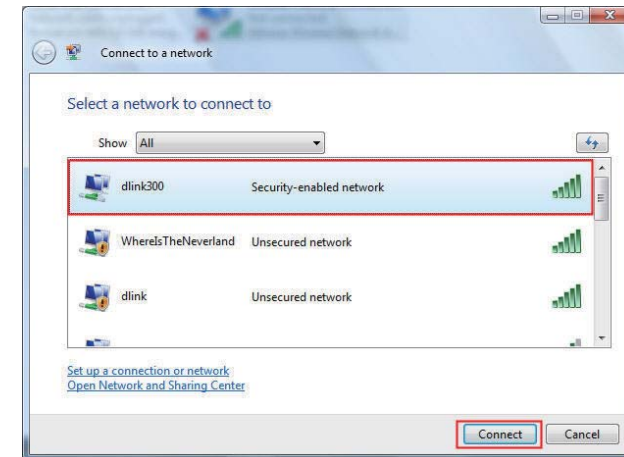 Connect to a network
Select a network to connect to
Show All
dlink300 Security-enabled network
WhereIsTheNeverland Unsecured network
dlink Unsecured network
Set up a connection or network
Open Network and Sharing Center
Connect Cancel